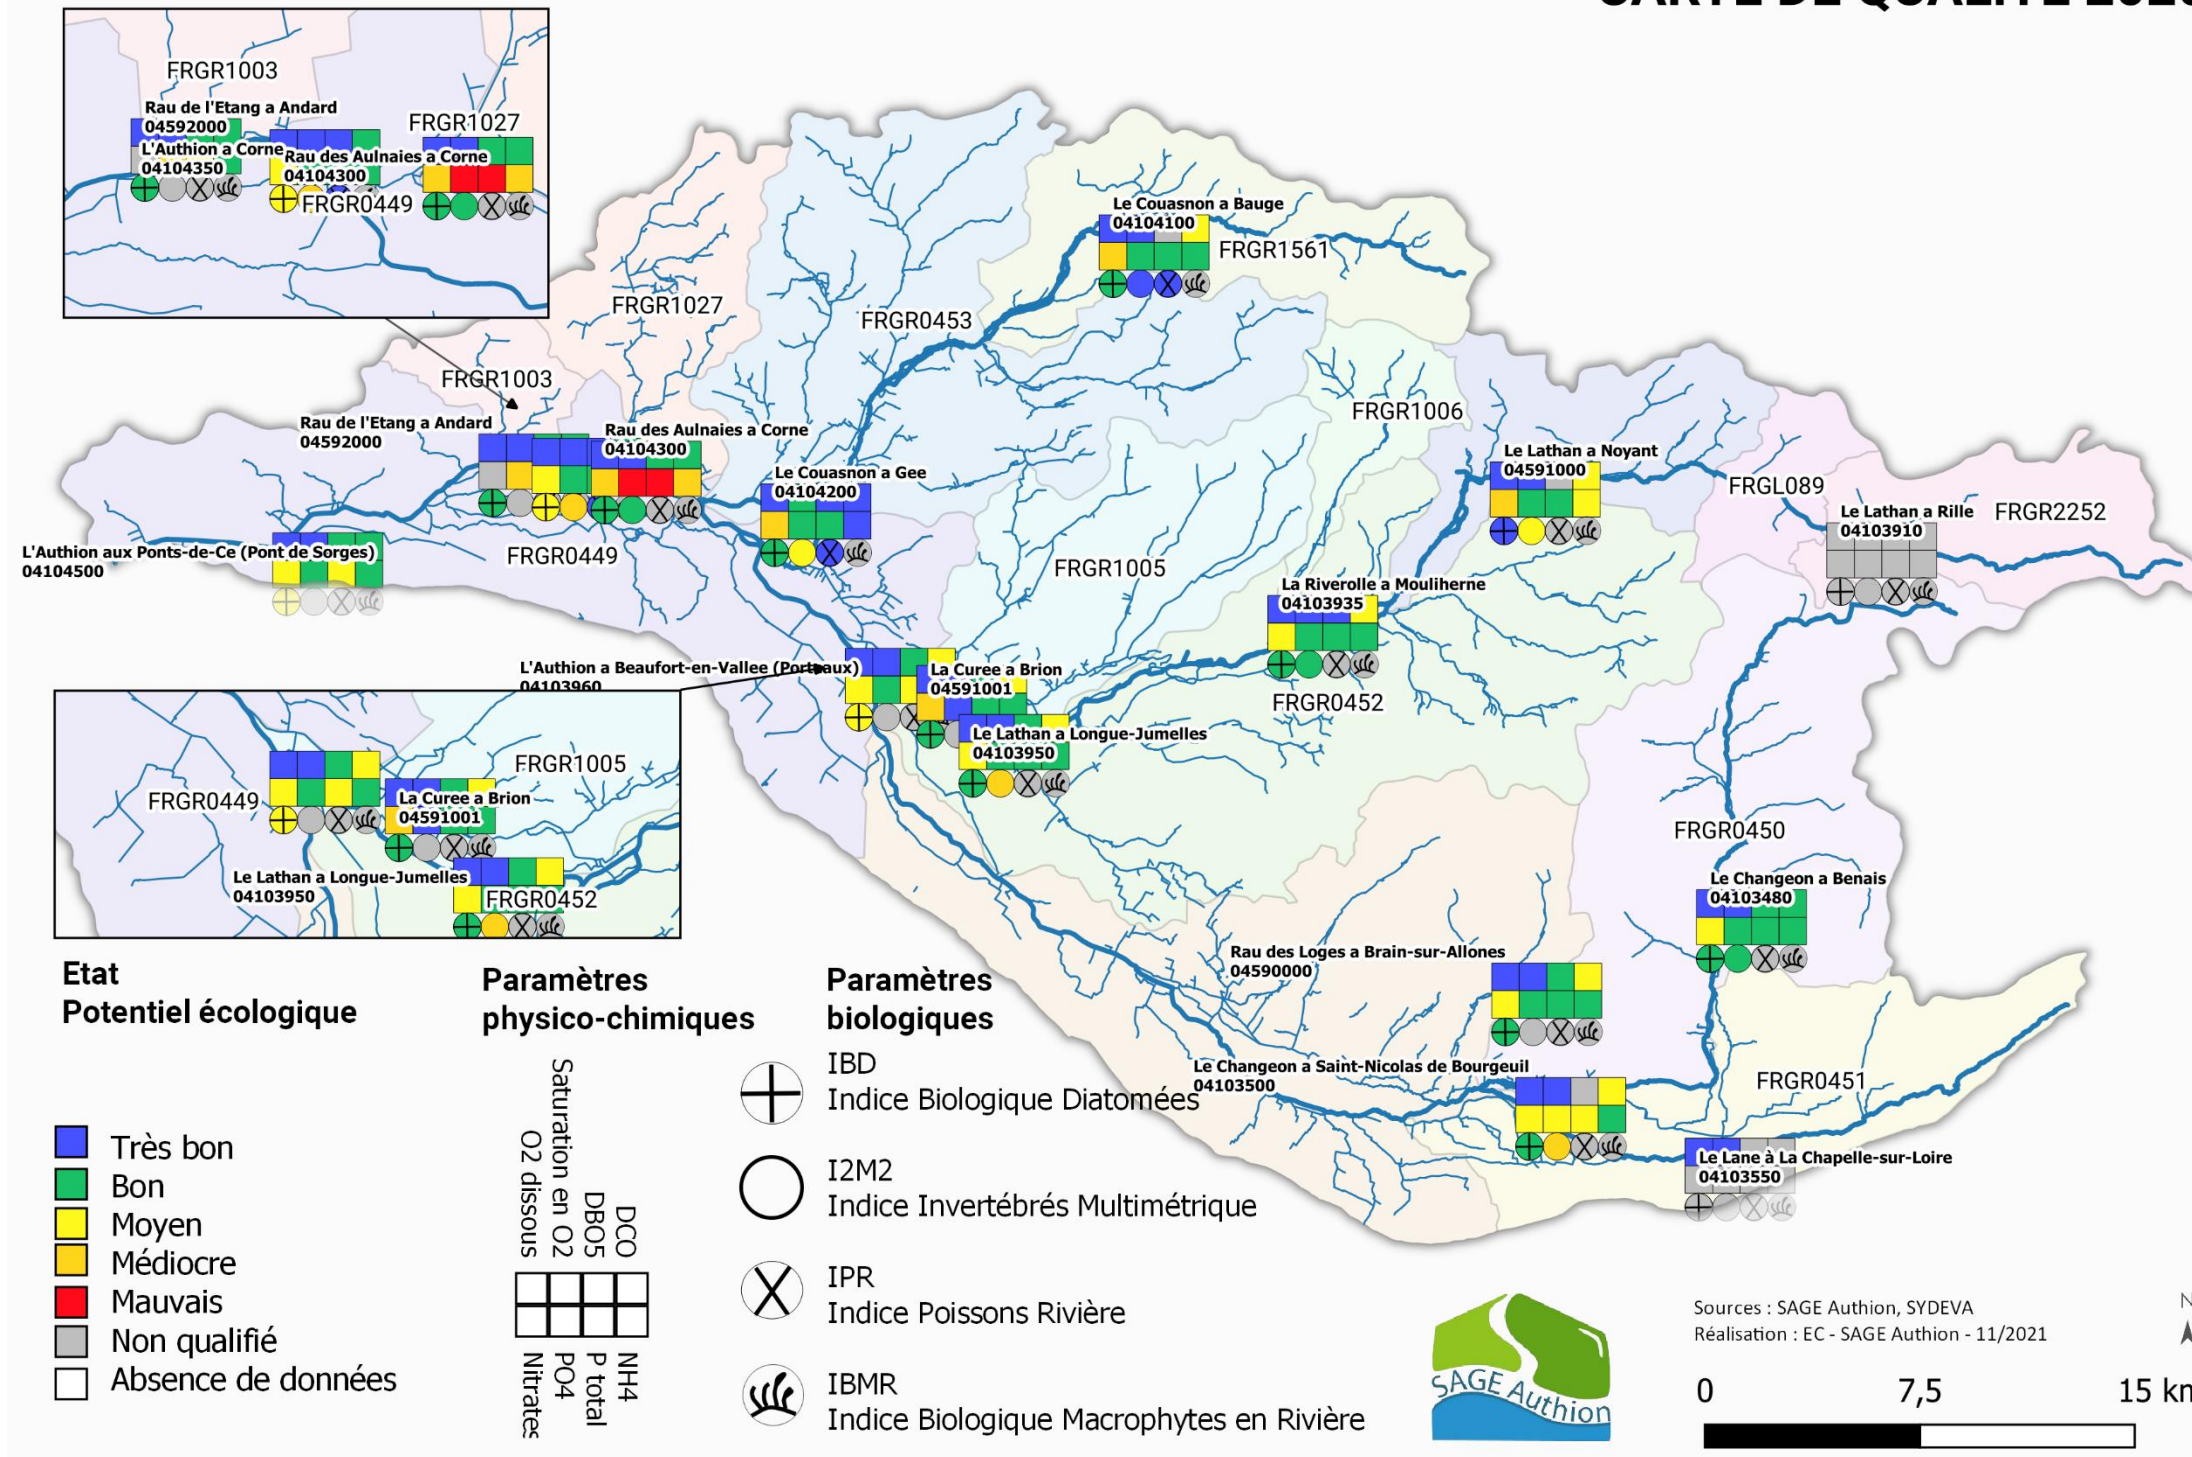 CARTE DE QUALITE
FRGR1003
Rau de l'Etang a Andard
04592000
L'Authion a Corne
04104350
Rau des Aulnaies a Corne
04104300
FRGR1027
FRGR0449
Le Couasnon a Bauge
04104100
FRGR1561
FRGR1027
FRGR0453
FRGR1003
FRGR1006
Rau de l'Etang a Andard
04592000
Rau des Aulnaies a Corne
04104300
Le Couasnon a Gee
04104200
Le Lathan a Noyant
04591000
FRGL089
Le Lathan a Rille
04103910
FRGR2252
L'Authion aux Ponts-de-Ce (Pont de Sorges)
04104500
FRGR0449
FRGR1005
La Riverolle a Mouliherne
04103935
FRGR0452
L'Authion a Beaufort-en-Vallee (Porteaux)
04103960
La Curee a Brion
04591001
Le Lathan a Longue-Jumelles
04103950
FRGR1005
FRGR0449
La Curee a Brion
04591001
Le Lathan a Longue-Jumelles
04103950
FRGR0452
FRGR0450
Le Changeon a Benais
04103480
Rau des Loges a Brain-sur-Allones
04590000
Le Changeon a Saint-Nicolas de Bourgeuil
04103500
FRGR0451
Le Lane à La Chapelle-sur-Loire
04103550
Etat
Potentiel écologique
Très bon
Bon
Moyen
Médiocre
Mauvais
Non qualifié
Absence de données
Paramètres
physico-chimiques
O2 dissous
Saturation en O2
DBO5
DCO
Nitrates
PO4
P total
NH4
Paramètres
biologiques
IBD
Indice Biologique Diatomées
I2M2
Indice Invertébrés Multimétrique
IPR
Indice Poissons Rivière
IBMR
Indice Biologique Macrophytes en Rivière
SAGE Authion
Sources : SAGE Authion, SYDEVA
Réalisation : EC - SAGE Authion - 11/2021
N
0 7,5 15 km